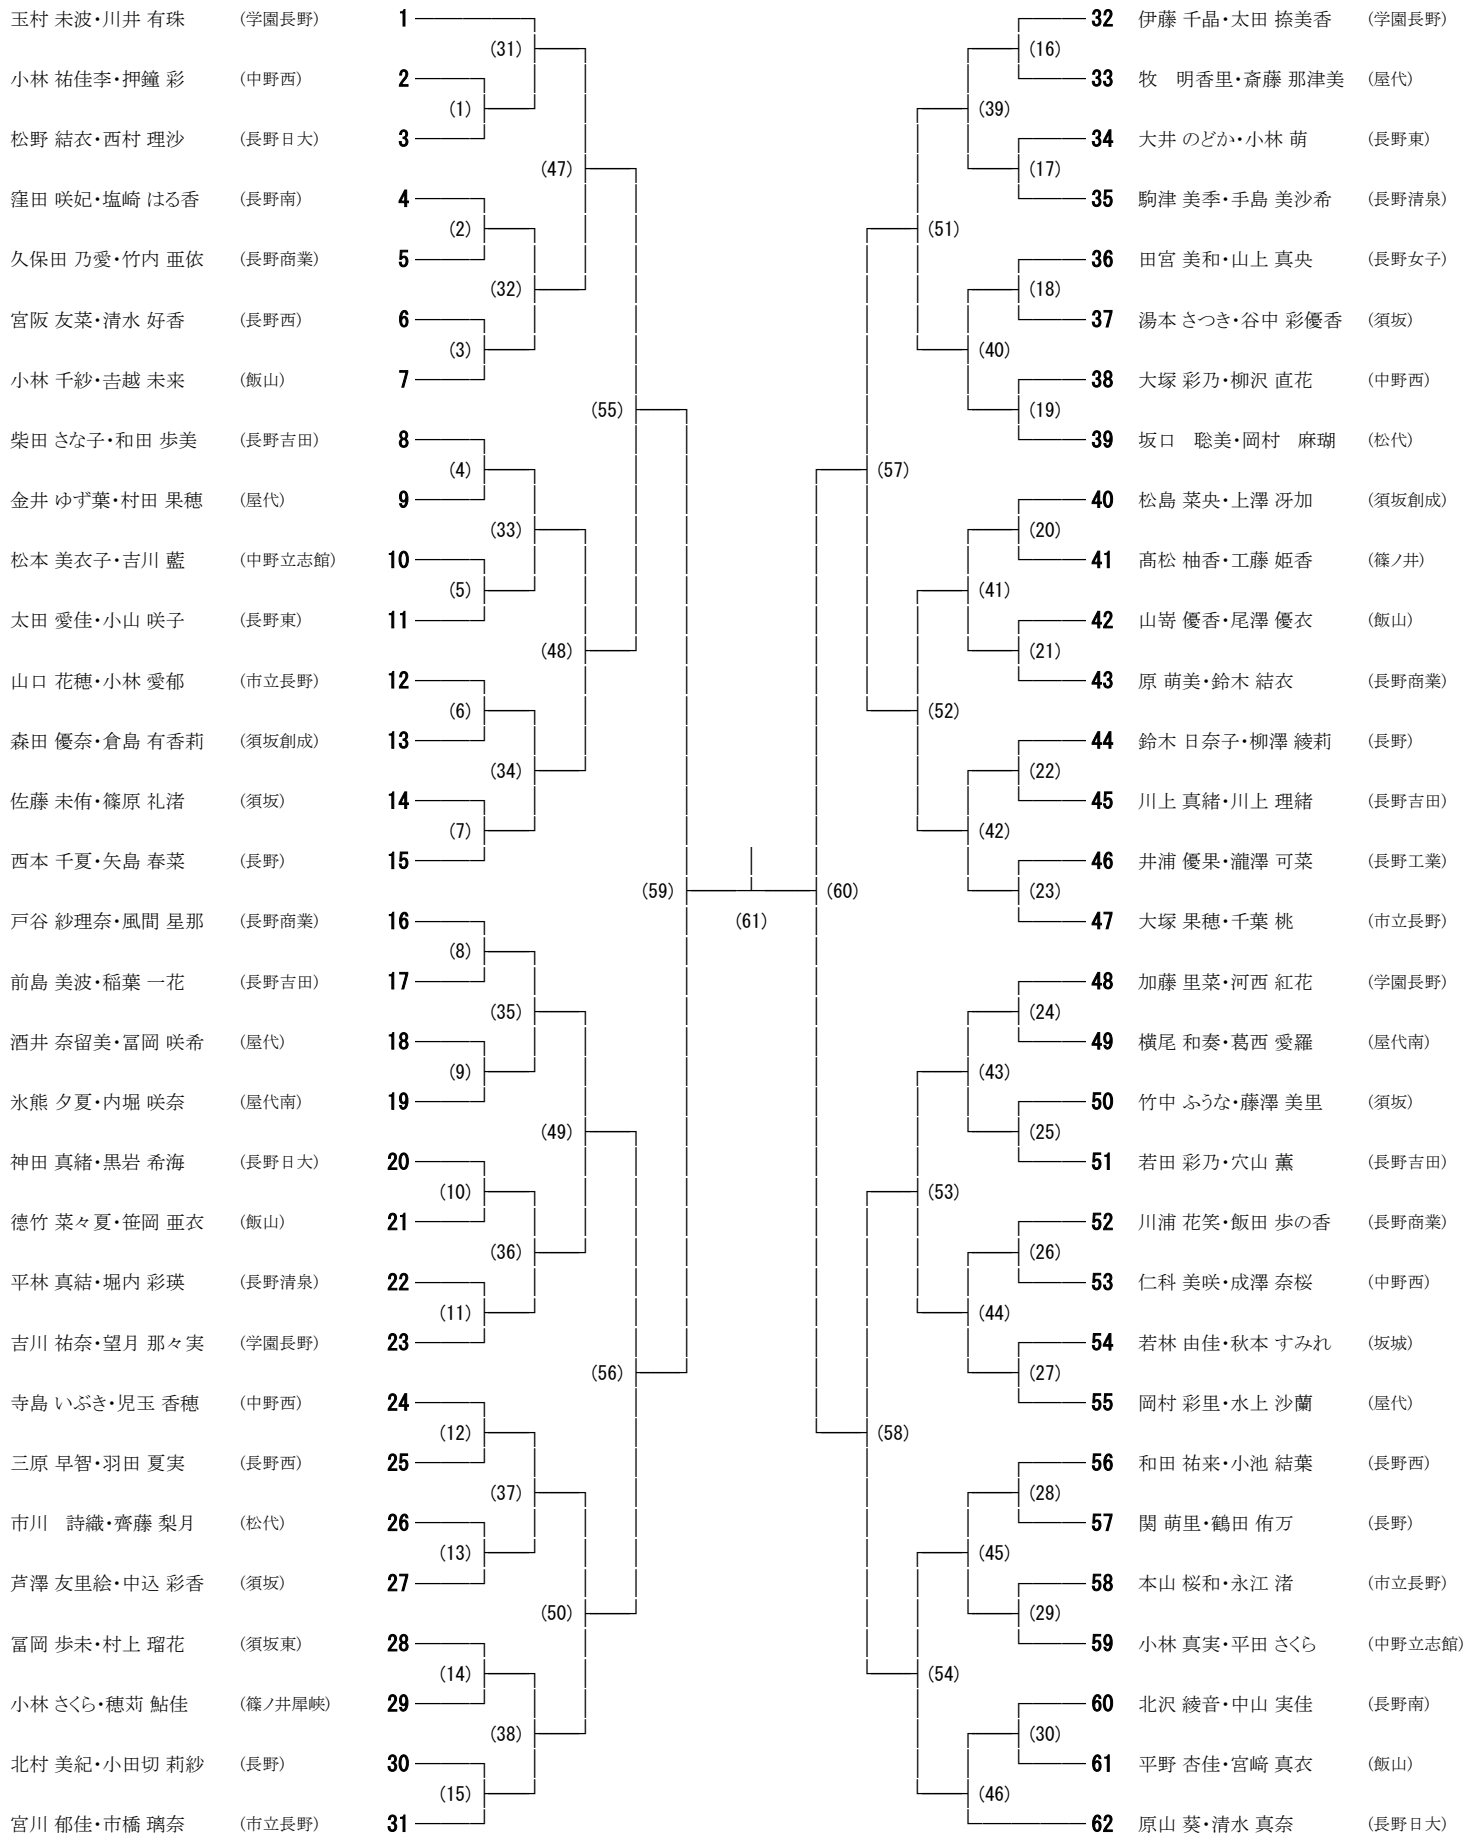 玉村 未波・川井 有珠 (学園長野) 1
(31)
小林 祐佳李・押鐘 彩 (中野西) 2
(1)
松野 結衣・西村 理沙 (長野日大) 3
(47)
窪田 咲妃・塩崎 はる香 (長野南) 4
(2)
久保田 乃愛・竹内 亜依 (長野商業) 5
(32)
宮阪 友菜・清水 好香 (長野西) 6
(3)
小林 千紗・吉越 未来 (飯山) 7
(55)
柴田 さな子・和田 歩美 (長野吉田) 8
(4)
金井 ゆず葉・村田 果穂 (屋代) 9
(33)
松本 美衣子・吉川 藍 (中野立志館) 10
(5)
太田 愛佳・小山 咲子 (長野東) 11
(48)
山口 花穂・小林 愛郁 (市立長野) 12
(6)
森田 優奈・倉島 有香莉 (須坂創成) 13
(34)
佐藤 未侑・篠原 礼渚 (須坂) 14
(7)
西本 千夏・矢島 春菜 (長野) 15
(59)
戸谷 紗理奈・風間 星那 (長野商業) 16
(8)
前島 美波・稲葉 一花 (長野吉田) 17
(35)
酒井 奈留美・冨岡 咲希 (屋代) 18
(9)
氷熊 夕夏・内堀 咲奈 (屋代南) 19
(49)
神田 真緒・黒岩 希海 (長野日大) 20
(10)
德竹 菜々夏・笹岡 亜衣 (飯山) 21
(36)
平林 真結・堀内 彩瑛 (長野清泉) 22
(11)
吉川 祐奈・望月 那々実 (学園長野) 23
(56)
寺島 いぶき・児玉 香穂 (中野西) 24
(12)
三原 早智・羽田 夏実 (長野西) 25
(37)
市川 詩織・齊藤 梨月 (松代) 26
(13)
芦澤 友里絵・中込 彩香 (須坂) 27
(50)
冨岡 歩未・村上 瑠花 (須坂東) 28
(14)
小林 さくら・穂苅 鮎佳 (篠ノ井犀峡) 29
(38)
北村 美紀・小田切 莉紗 (長野) 30
(15)
宮川 郁佳・市橋 璃奈 (市立長野) 31
(61)
32 伊藤 千晶・太田 捺美香 (学園長野)
(16)
33 牧 明香里・斎藤 那津美 (屋代)
(39)
34 大井 のどか・小林 萌 (長野東)
(17)
35 駒津 美季・手島 美沙希 (長野清泉)
(51)
36 田宮 美和・山上 真央 (長野女子)
(18)
37 湯本 さつき・谷中 彩優香 (須坂)
(40)
38 大塚 彩乃・柳沢 直花 (中野西)
(19)
39 坂口 聡美・岡村 麻瑚 (松代)
(57)
40 松島 菜央・上澤 冴加 (須坂創成)
(20)
41 髙松 柚香・工藤 姫香 (篠ノ井)
(41)
42 山嵜 優香・尾澤 優衣 (飯山)
(21)
43 原 萌美・鈴木 結衣 (長野商業)
(52)
44 鈴木 日奈子・柳澤 綾莉 (長野)
(22)
45 川上 真緒・川上 理緒 (長野吉田)
(42)
46 井浦 優果・瀧澤 可菜 (長野工業)
(60) (23)
47 大塚 果穂・千葉 桃 (市立長野)
48 加藤 里菜・河西 紅花 (学園長野)
(24)
49 横尾 和奏・葛西 愛羅 (屋代南)
(43)
50 竹中 ふうな・藤澤 美里 (須坂)
(25)
51 若田 彩乃・穴山 薫 (長野吉田)
(53)
52 川浦 花笑・飯田 歩の香 (長野商業)
(26)
53 仁科 美咲・成澤 奈桜 (中野西)
(44)
54 若林 由佳・秋本 すみれ (坂城)
(27)
55 岡村 彩里・水上 沙蘭 (屋代)
(58)
56 和田 祐来・小池 結葉 (長野西)
(28)
57 関 萌里・鶴田 侑万 (長野)
(45)
58 本山 桜和・永江 渚 (市立長野)
(29)
59 小林 真実・平田 さくら (中野立志館)
(54)
60 北沢 綾音・中山 実佳 (長野南)
(30)
61 平野 杏佳・宮﨑 真衣 (飯山)
(46)
62 原山 葵・清水 真奈 (長野日大)